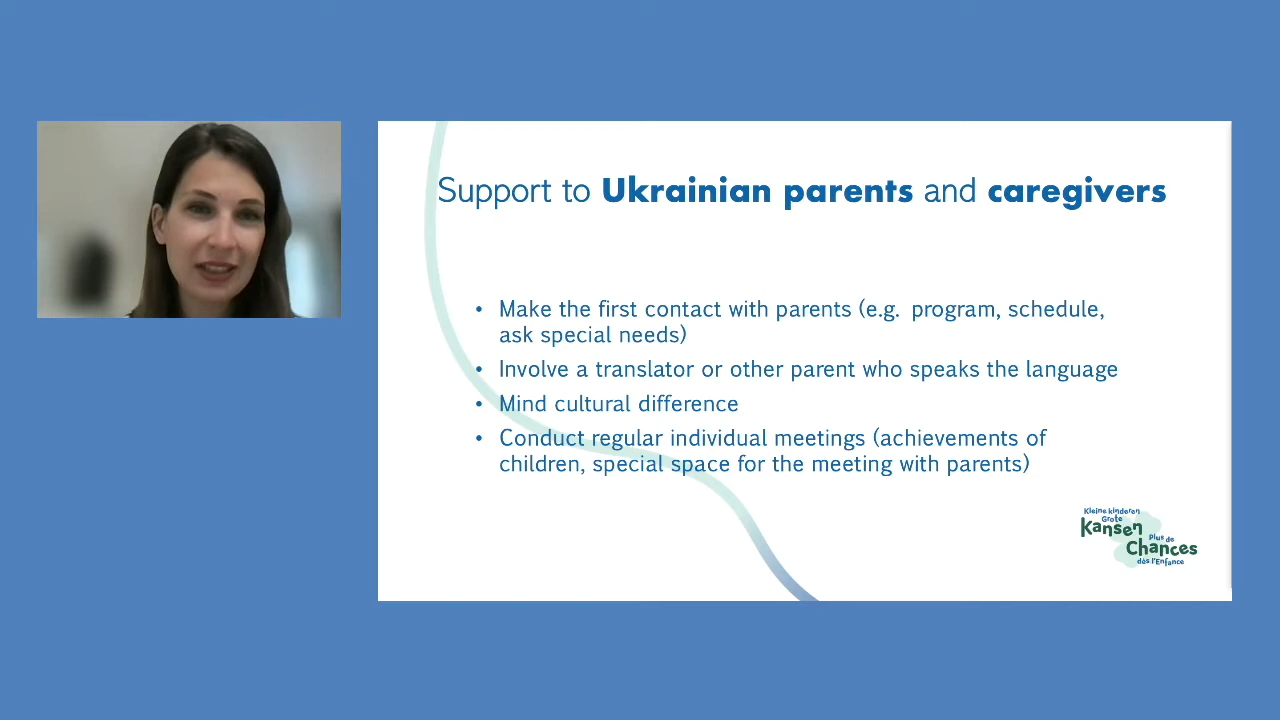 Support to Ukrainian parents and caregivers
• Make the first contact with parents (e.g. program, schedule,
ask special needs)
• Involve a translator or other parent who speaks the language
• Mind cultural difference
• Conduct regular individual meetings (achievements of
children, special space for the meeting with parents)
Kleine kinderen
Grote
Kansen
plus de
Chances
dès l'Enfance